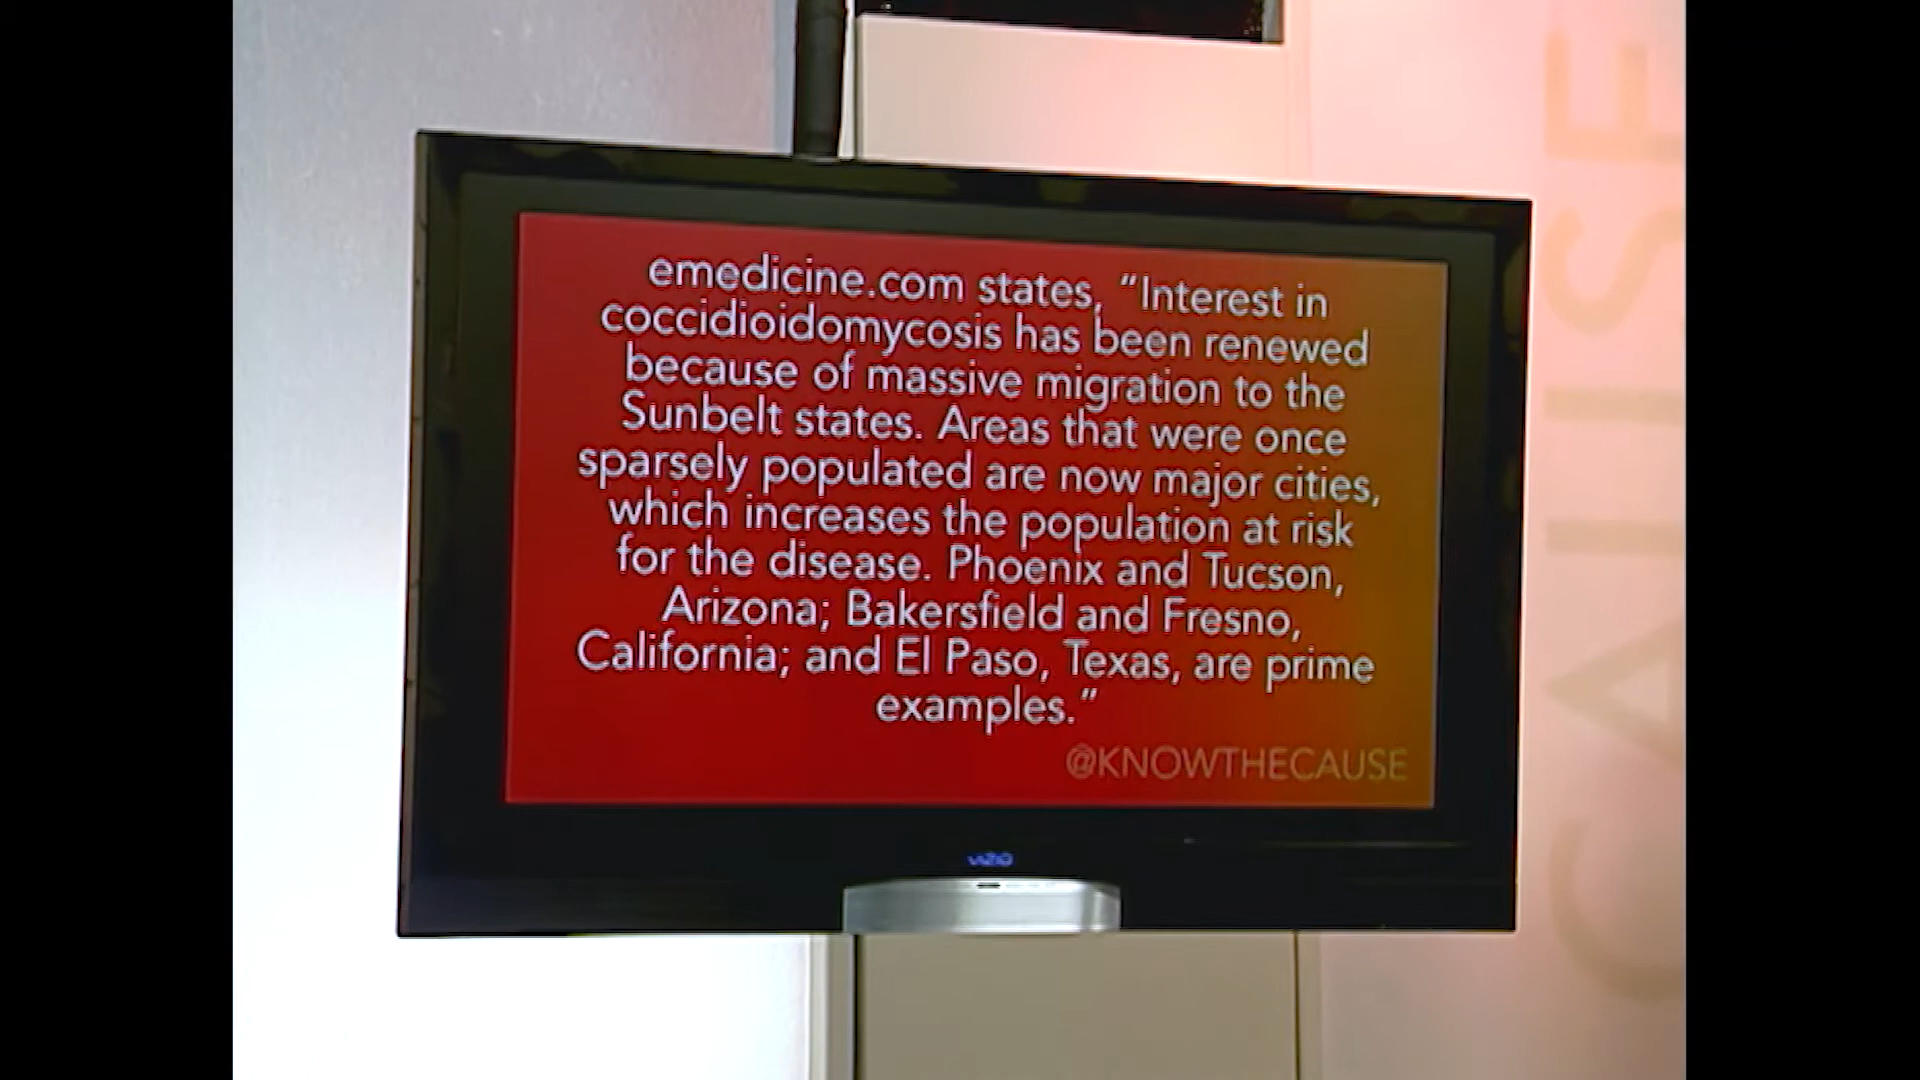 emedicine.com states, “Interest in
coccidioidomycosis has been renewed
because of massive migration to the
Sunbelt states. Areas that were once
sparsely populated are now major cities,
which increases the population at risk
for the disease. Phoenix and Tucson,
Arizona; Bakersfield and Fresno,
California; and El Paso, Texas, are prime
examples.”
@KNOWTHECAUSE
VIZIO
CAUSE